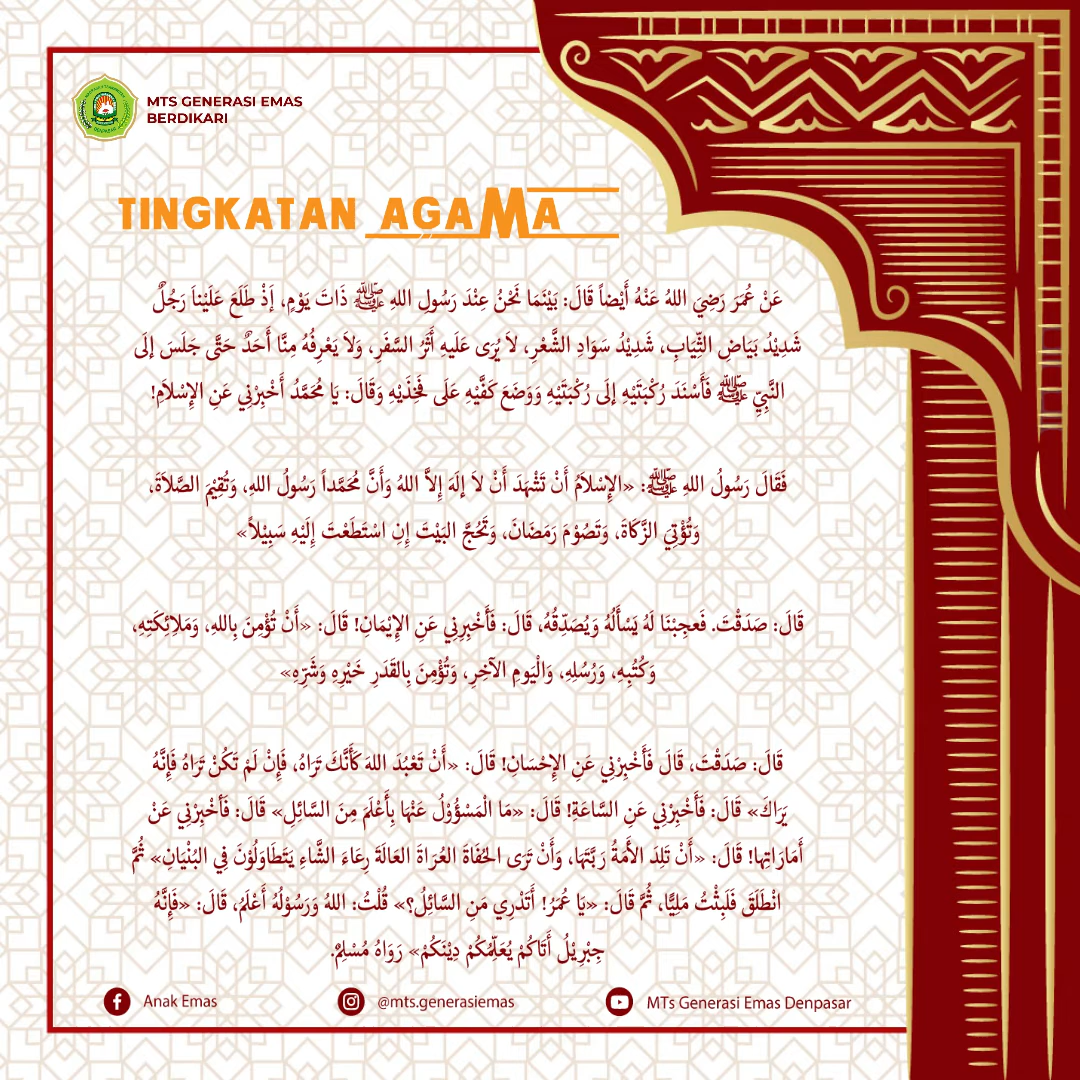 MTS GENERASI EMAS
BERDIKARI
TINGKATAN AGAMA
عَنْ عُمَرَ رَضِيَ اللهُ عَنْهُ أَيْضاً قَالَ: بَيْنَمَا نَحْنُ عِنْدَ رَسُولِ اللهِ ﷺ ذَاتَ يَوْمٍ، إَذْ طَلَعَ عَلَيْنَا رَجُلٌ
شَدِيْدُ بَيَاضِ الثِّيَابِ، شَدِيْدُ سَوَادِ الشَّعْرِ، لاَ يُرَى عَلَيهِ أَثَرُ السَّفَرِ، وَلاَ يَعْرِفُهُ مِنَّا أَحَدٌ حَتَّى جَلَسَ إِلَى
النَّبِيِّ ﷺ فَأَسْنَدَ رُكْبَتَيْهِ إِلَى رُكْبَتَيْهِ وَوَضَعَ كَفَّيْهِ عَلَى فَخِذَيْهِ وَقَالَ: يَا مُحَمَّدُ أَخْبِرْنِي عَنِ الإِسْلاَمِ!
فَقَالَ رَسُولُ اللهِ ﷺ: «الإِسْلاَمُ أَنْ تَشْهَدَ أَنْ لاَ إِلَهَ إِلاَّ اللهُ وَأَنَّ مُحَمَّداً رَسُولُ اللهِ، وَتُقِيْمَ الصَّلاَةَ،
وَتُؤْتِيَ الزَّكَاةَ، وَتَصُوْمَ رَمَضَانَ، وَتَحُجَّ البَيْتَ إِنِ اسْتَطَعْتَ إِلَيْهِ سَبِيْلاً»
قَالَ: صَدَقْتَ. فَعجِبْنَا لَهُ يَسْأَلُهُ وَيُصَدِّقُهُ، قَالَ: فَأَخْبِرْنِي عَنِ الإِيْمَانِ! قَالَ: «أَنْ تُؤْمِنَ بِاللهِ، وَمَلاِئِكَتِهِ،
وَكُتُبِهِ، وَرُسُلِهِ، وَالْيَومِ الآخِرِ، وَتُؤْمِنَ بِالقَدَرِ خَيْرِهِ وَشَرِّهِ»
قَالَ: صَدَقْتَ، قَالَ فَأَخْبِرْنِي عَنِ الإِحْسَانِ! قَالَ: «أَنْ تَعْبُدَ اللهَ كَأَنَّكَ تَرَاهُ، فَإِنْ لَمْ تَكُنْ تَرَاهُ فَإِنَّهُ
يَرَاكَ» قَالَ: فَأَخْبِرْنِي عَنِ السَّاعَةِ! قَالَ: «مَا الْمَسْؤُوْلُ عَنْهَا بِأَعْلَمَ مِنَ السَّائِلِ» قَالَ: فَأَخْبِرْنِي عَنْ
أَمَارَاتِها! قَالَ: «أَنْ تَلِدَ الأَمَةُ رَبَّتَهَا، وَأَنْ تَرَى الحُفَاةَ العُرَاةَ العَالَةَ رِعَاءَ الشَّاءِ يَتَطَاوَلُوْنَ فِي البُنْيَانِ» ثُمَّ
انْطَلَقَ فَلَبِثْتُ مَلِيًّا، ثُمَّ قَالَ: «يَا عُمَرُ! أَتَدْرِي مَنِ السَّائِلُ؟» قُلْتُ: اللهُ وَرَسُوْلُهُ أَعْلَمُ، قَالَ: «فَإِنَّهُ
جِبْرِيْلُ أَتَاكُمْ يُعَلِّمُكُمْ دِيْنَكُمْ» رَوَاهُ مُسْلِمٌ.
Anak Emas
@mts.generasiemas
MTs Generasi Emas Denpasar